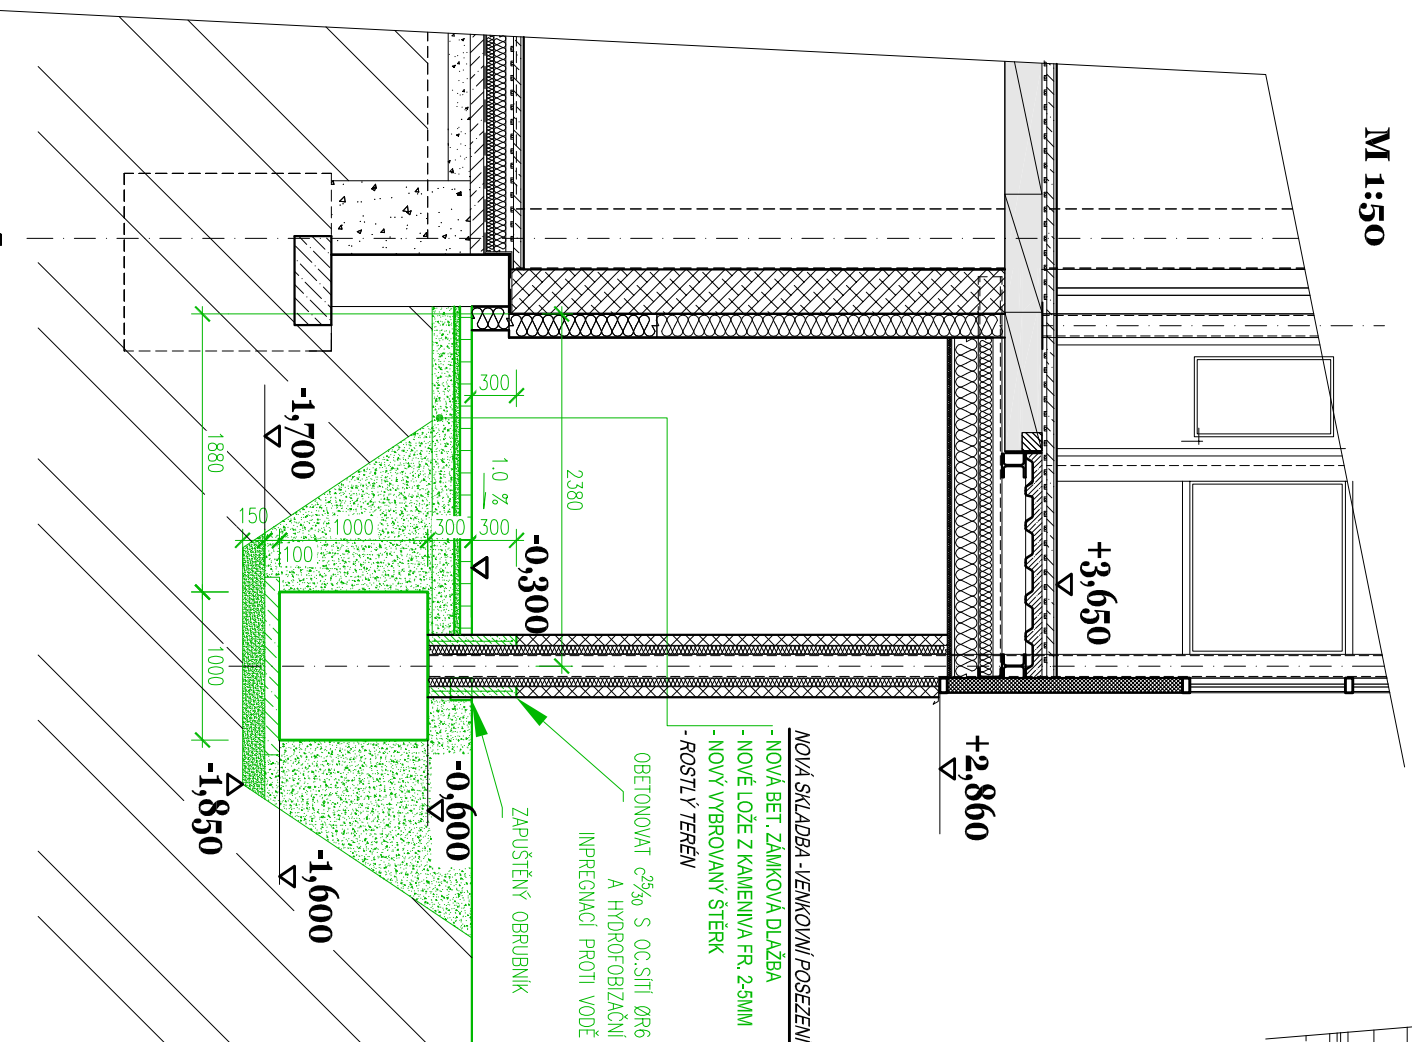 M 1:50
+3,650
+2,860
-0,300
-0,600
-1,700
-1,850
-1,600
2380
300
1.0 %
300
300
1000
100
150
1880
1000
NOVÁ SKLADBA - VENKOVNÍ POSEZENÍ
- NOVÁ BET. ZÁMKOVÁ DLAŽBA
- NOVÉ LOŽE Z KAMENIVA FR. 2-5MM
- NOVÝ VYBROVANÝ ŠTĚRK
- ROSTLÝ TERÉN
OBETONOVAT C25/30 S OC.SÍTÍ ØR6
A HYDROFOBIZAČNÍ
INPREGNACÍ PROTI VODĚ
ZAPUŠTĚNÝ OBRUBNÍK